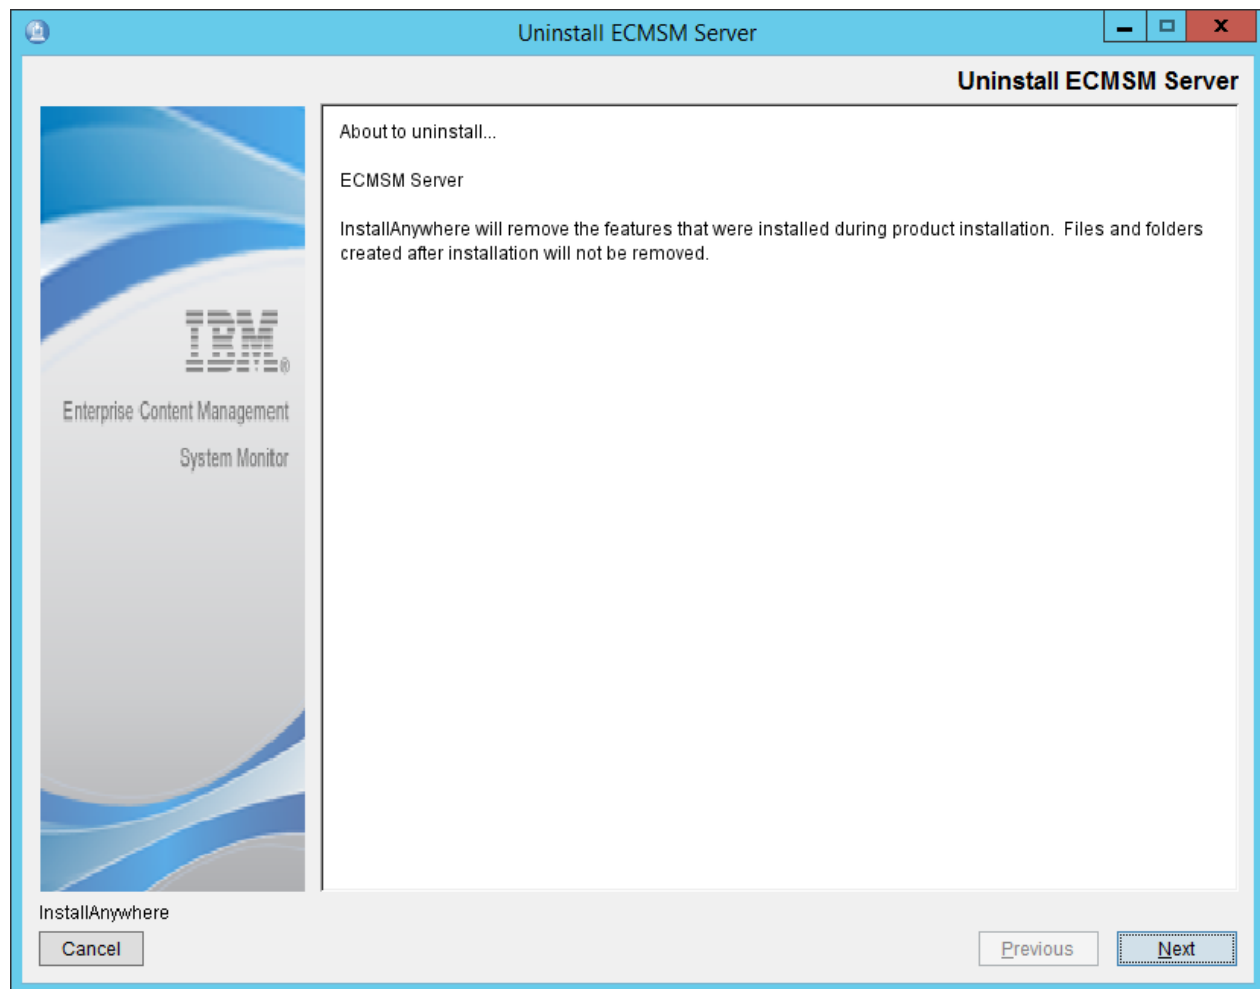 Uninstall ECMSM Server
Uninstall ECMSM Server
About to uninstall...
ECMSM Server
InstallAnywhere will remove the features that were installed during product installation.  Files and folders
created after installation will not be removed.
IBM®
Enterprise Content Management
System Monitor
InstallAnywhere
Cancel
Previous
Next